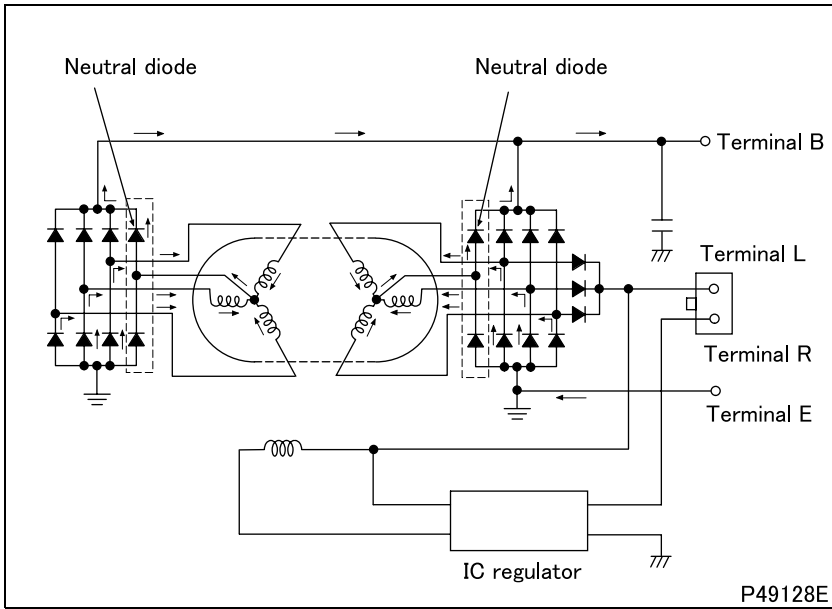 Neutral diode
Neutral diode
Terminal B
Terminal L
Terminal R
Terminal E
IC regulator
P49128E